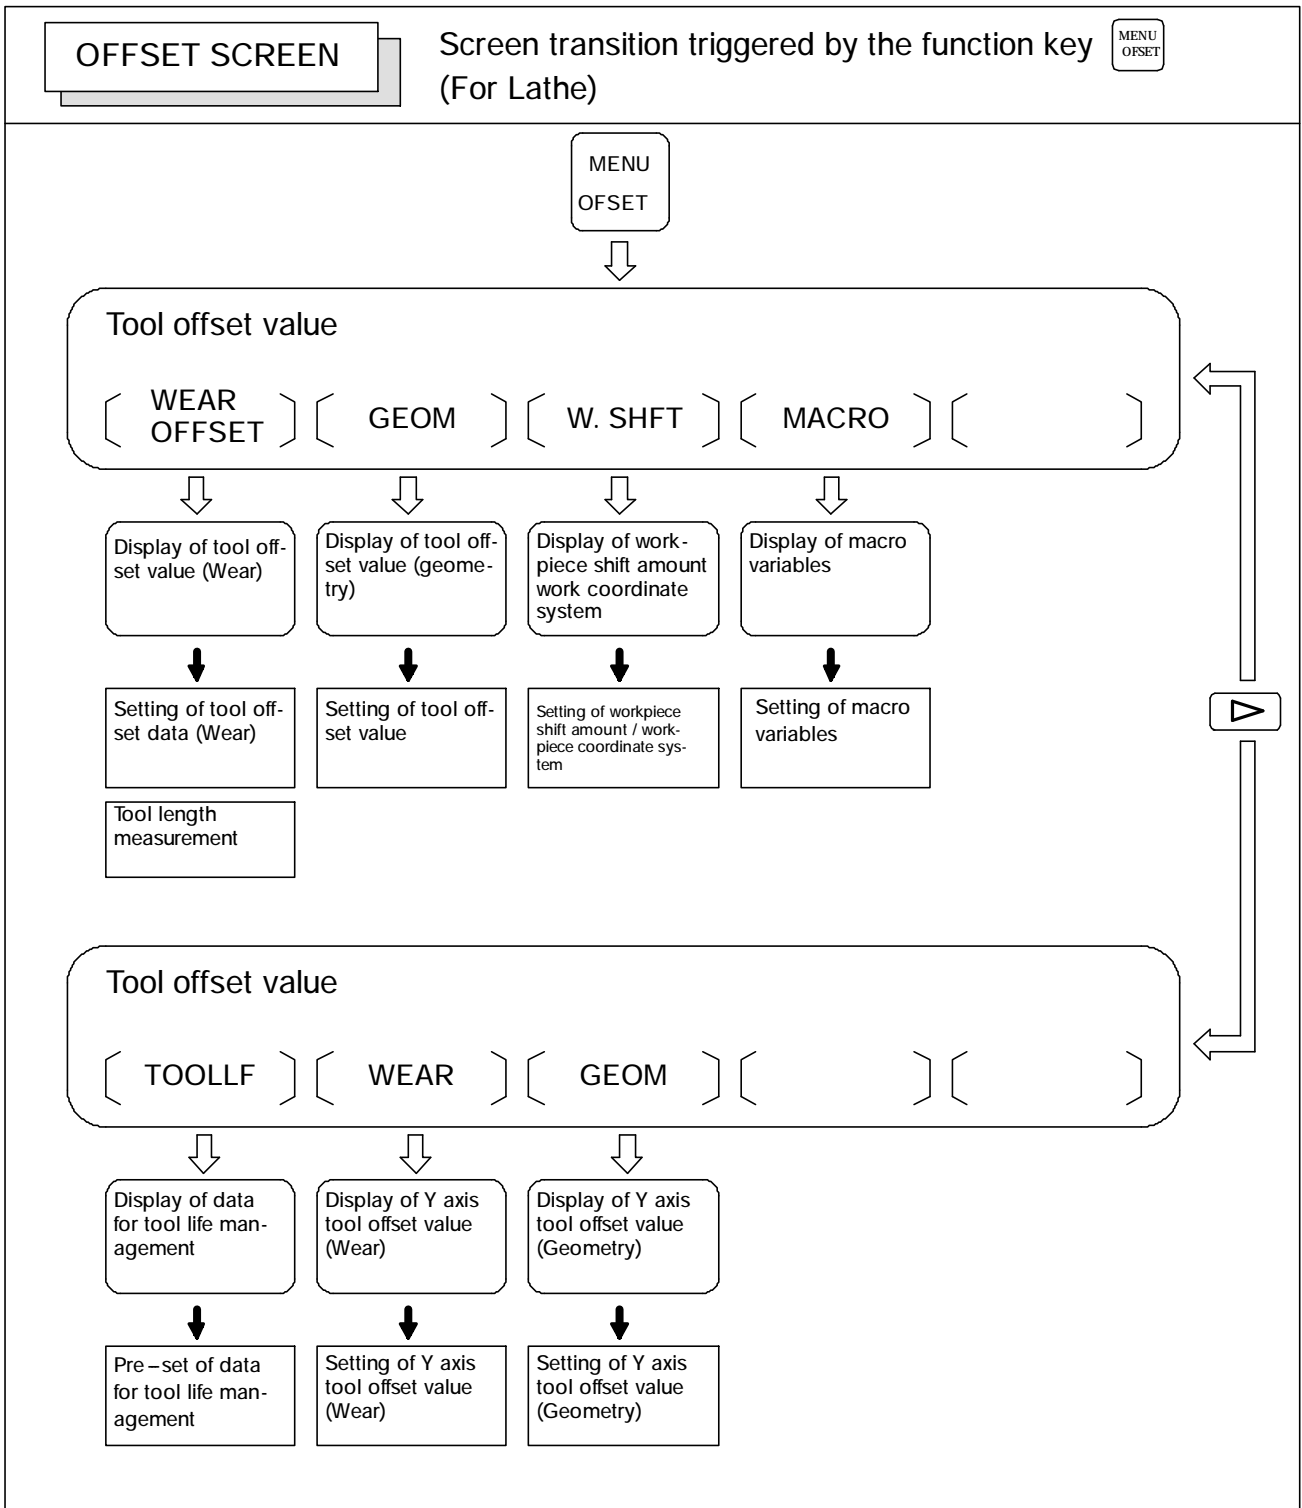 OFFSET SCREEN
Screen transition triggered by the function key
(For Lathe)
MENU
OFSET
MENU
OFSET
Tool offset value
WEAR
OFFSET
GEOM
W. SHFT
MACRO
Display of tool off-
set value (Wear)
Display of tool off-
set value (geome-
try)
Display of work-
piece shift amount
work coordinate
system
Display of macro
variables
Setting of tool off-
set data (Wear)
Setting of tool off-
set value
Setting of workpiece
shift amount / work-
piece coordinate sys-
tem
Setting of macro
variables
Tool length
measurement
Tool offset value
TOOLLF
WEAR
GEOM
Display of data
for tool life man-
agement
Display of Y axis
tool offset value
(Wear)
Display of Y axis
tool offset value
(Geometry)
Pre–set of data
for tool life man-
agement
Setting of Y axis
tool offset value
(Wear)
Setting of Y axis
tool offset value
(Geometry)